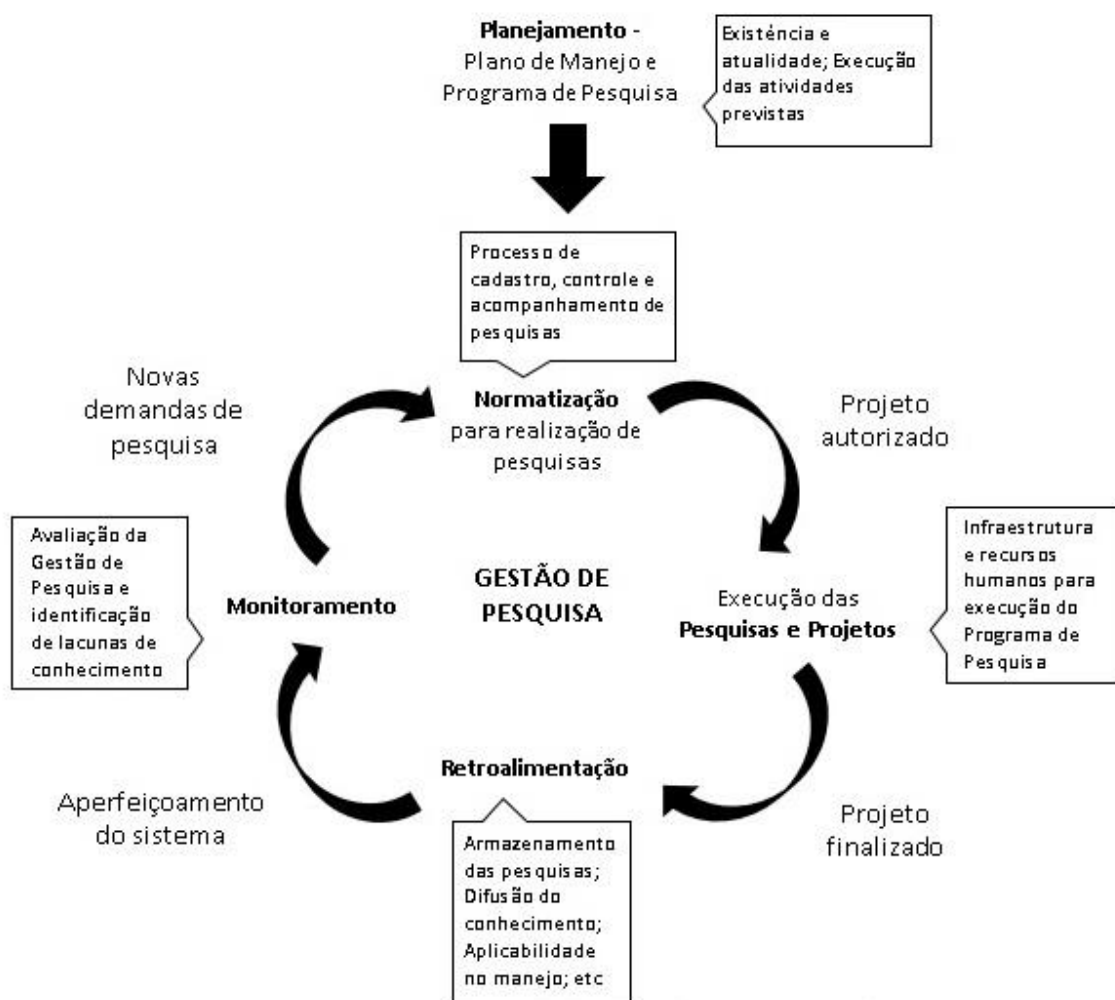 Planejamento -
Plano de Manejo e
Programa de Pesquisa
Existência e
atualidade; Execução
das atividades
previstas
Processo de
cadastro, controle e
acompanhamento de
pesquisas
Normatização
para realização de
pesquisas
Projeto
autorizado
Infraestrutura
e recursos
humanos para
execução do
Programa de
Pesquisa
Execução das
Pesquisas e Projetos
Projeto
finalizado
Retroalimentação
Armazenamento
das pesquisas;
Difusão do
conhecimento;
Aplicabilidade
no manejo; etc
Aperfeiçoamento
do sistema
Monitoramento
Avaliação da
Gestão de
Pesquisa e
identificação
de lacunas de
conhecimento
Novas
demandas de
pesquisa
GESTÃO DE
PESQUISA